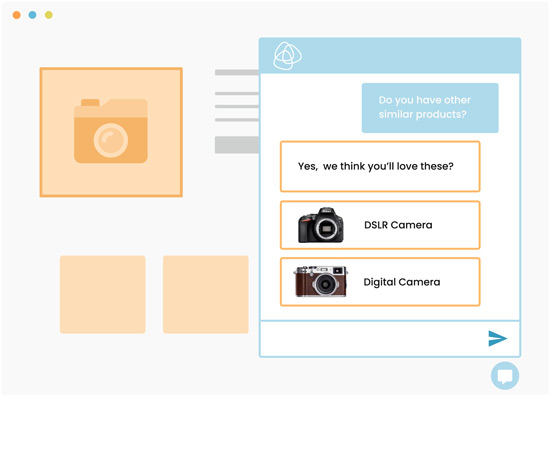 Do you have other
similar products?
Yes, we think you'll love these?
DSLR Camera
Digital Camera